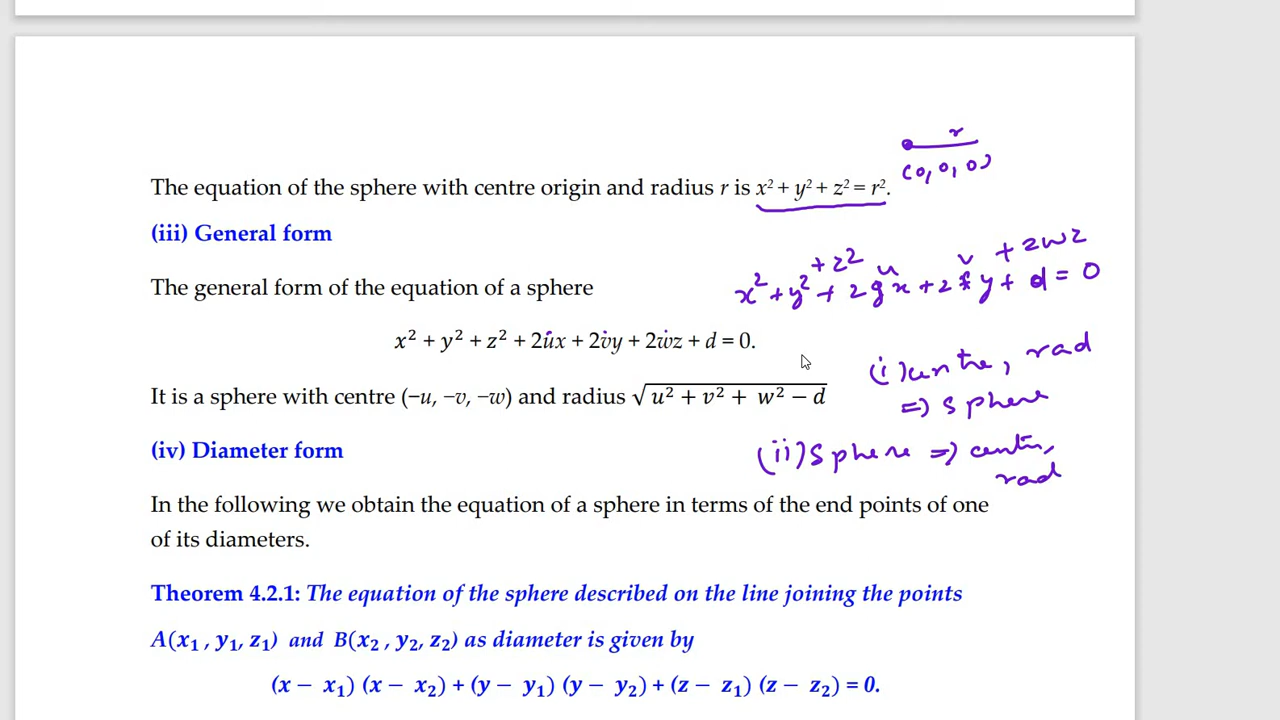 r
(0, 0, 0)
The equation of the sphere with centre origin and radius r is x² + y² + z² = r².
(iii) General form
+ z² u v + 2wz
x² + y² + 2gx + 2fy + d = 0
The general form of the equation of a sphere
x² + y² + z² + 2ux + 2vy + 2wz + d = 0.
(i) centre, rad
⇒ sphere
It is a sphere with centre (−u, −v, −w) and radius √(u² + v² + w² − d)
(iv) Diameter form
(ii) Sphere ⇒ centre,
rad
In the following we obtain the equation of a sphere in terms of the end points of one
of its diameters.
Theorem 4.2.1: The equation of the sphere described on the line joining the points
A(x₁ , y₁, z₁) and B(x₂ , y₂, z₂) as diameter is given by
(x − x₁) (x − x₂) + (y − y₁) (y − y₂) + (z − z₁) (z − z₂) = 0.